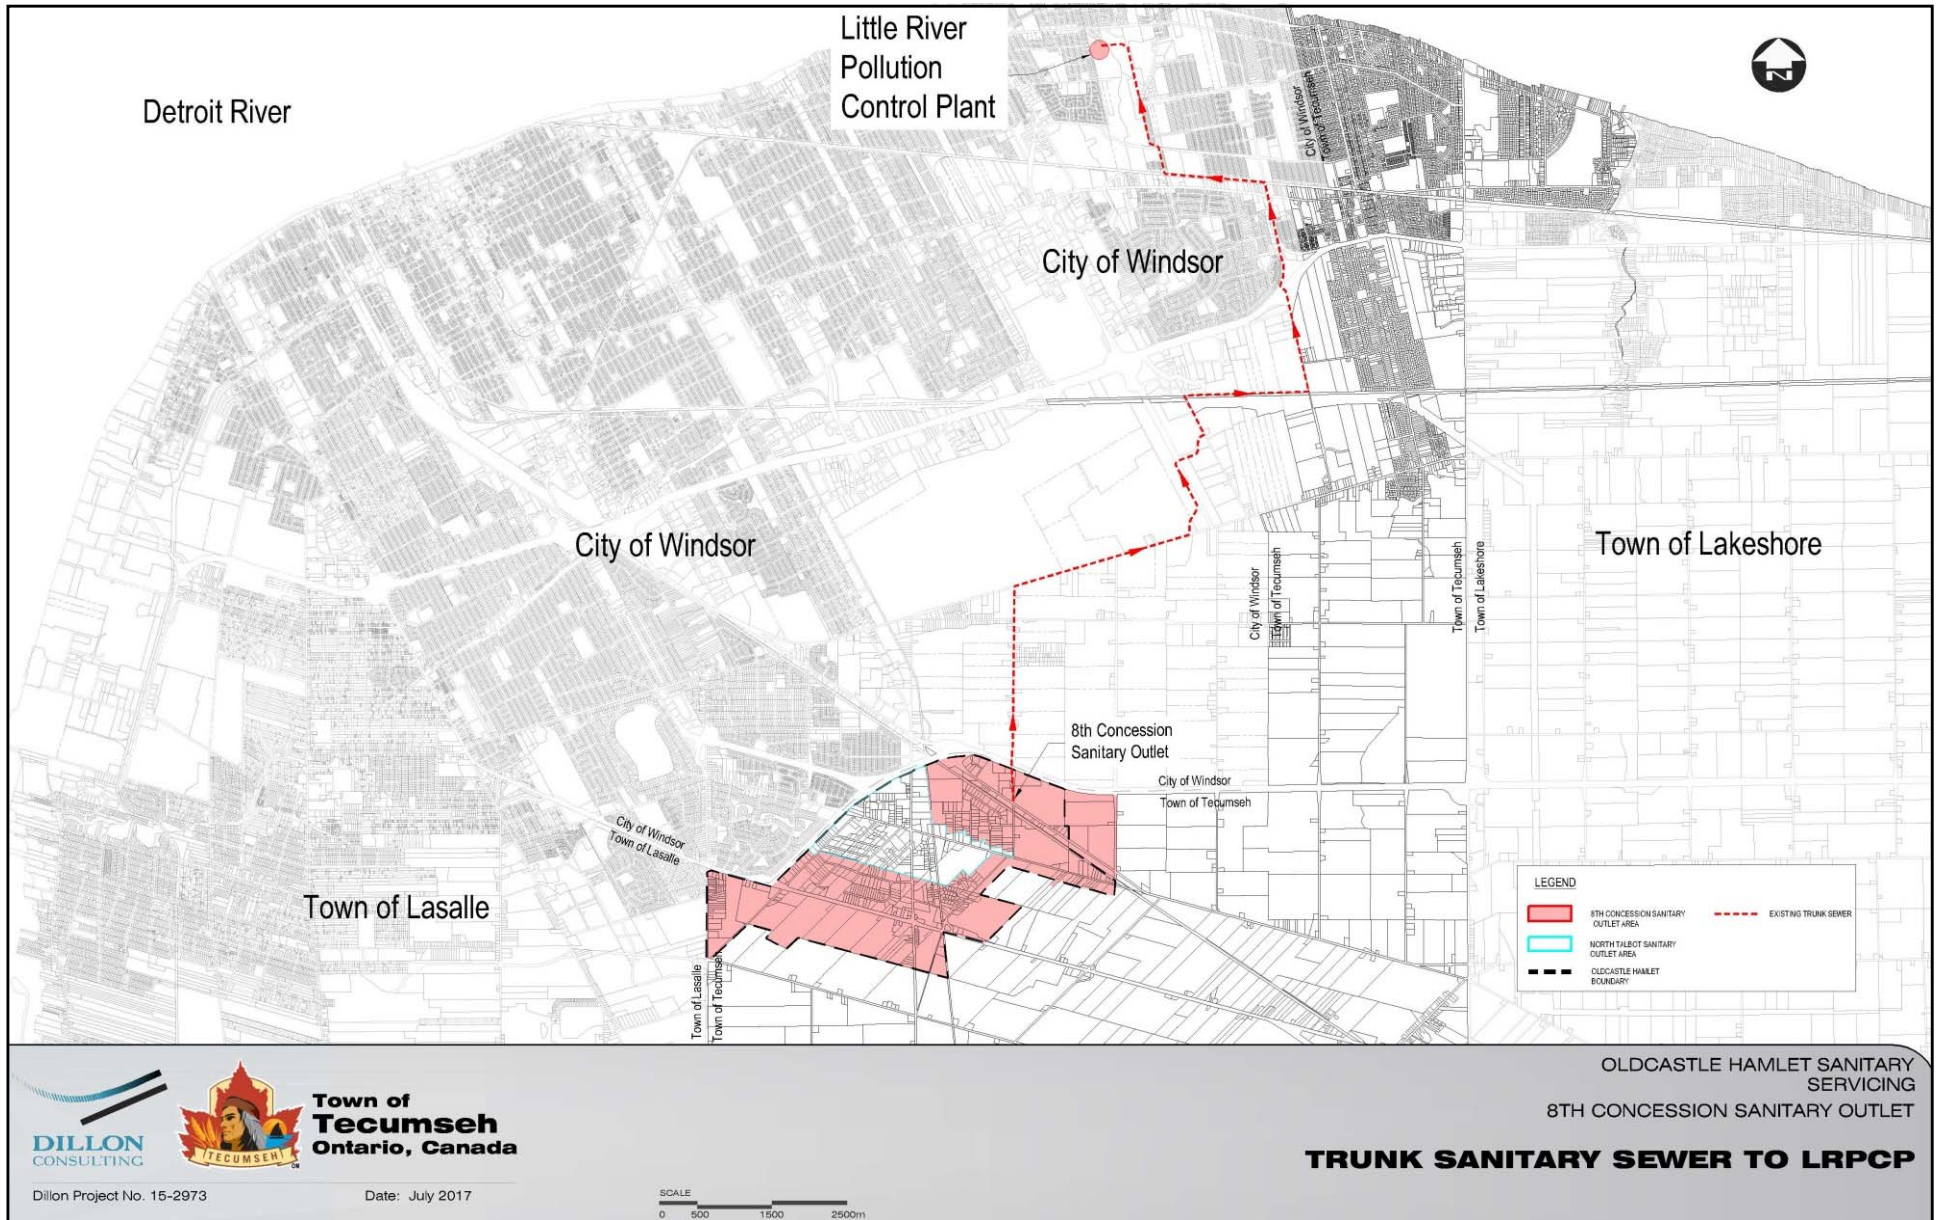 Little River
Pollution
Control Plant
Detroit River
N
City of Windsor
Town of Tecumseh
City of Windsor
City of Windsor
Town of Lakeshore
City of Windsor
Town of Tecumseh
Town of Tecumseh
Town of Lakeshore
8th Concession
Sanitary Outlet
City of Windsor
Town of Tecumseh
City of Windsor
Town of Lasalle
Town of Lasalle
Town of Lasalle
Town of Tecumseh
LEGEND
8TH CONCESSION SANITARY
OUTLET AREA
EXISTING TRUNK SEWER
NORTH TALBOT SANITARY
OUTLET AREA
OLDCASTLE HAMLET
BOUNDARY
DILLON
CONSULTING
TECUMSEH
Town of
Tecumseh
Ontario, Canada
Dillon Project No. 15-2973
Date: July 2017
SCALE
0 500 1500 2500m
OLDCASTLE HAMLET SANITARY
SERVICING
8TH CONCESSION SANITARY OUTLET
TRUNK SANITARY SEWER TO LRPCP